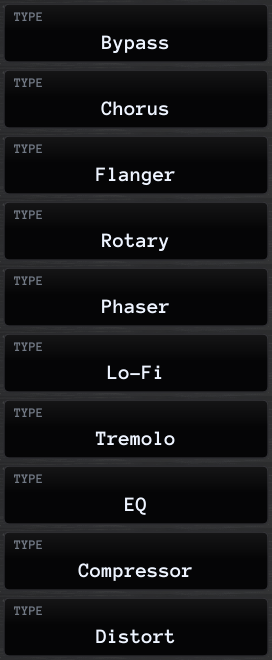 TYPE
Bypass
TYPE
Chorus
TYPE
Flanger
TYPE
Rotary
TYPE
Phaser
TYPE
Lo-Fi
TYPE
Tremolo
TYPE
EQ
TYPE
Compressor
TYPE
Distort